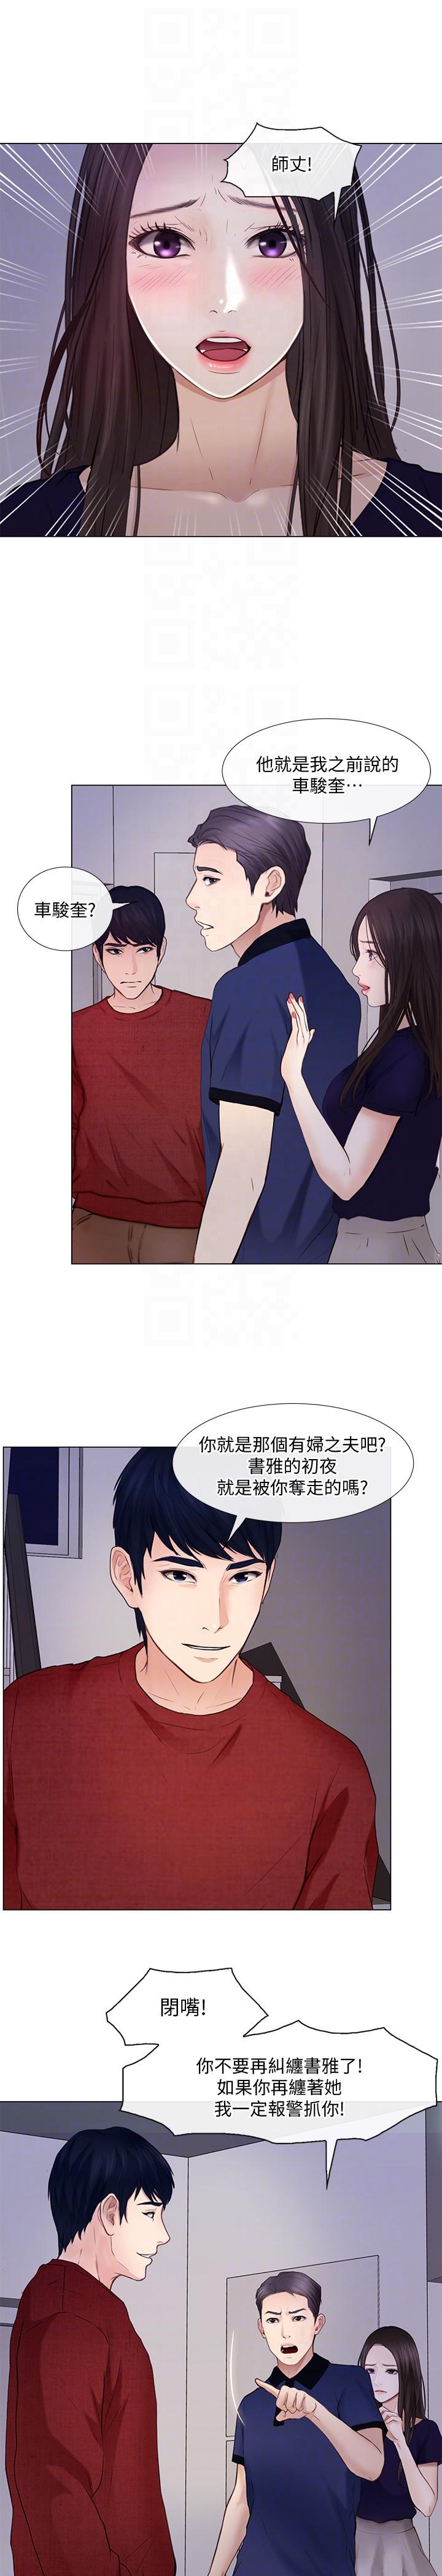 師丈!
他就是我之前說的
車駿奎…
車駿奎?
你就是那個有婦之夫吧?
書雅的初夜
就是被你奪走的嗎?
閉嘴!
你不要再糾纏書雅了!
如果你再纏著她
我一定報警抓你!